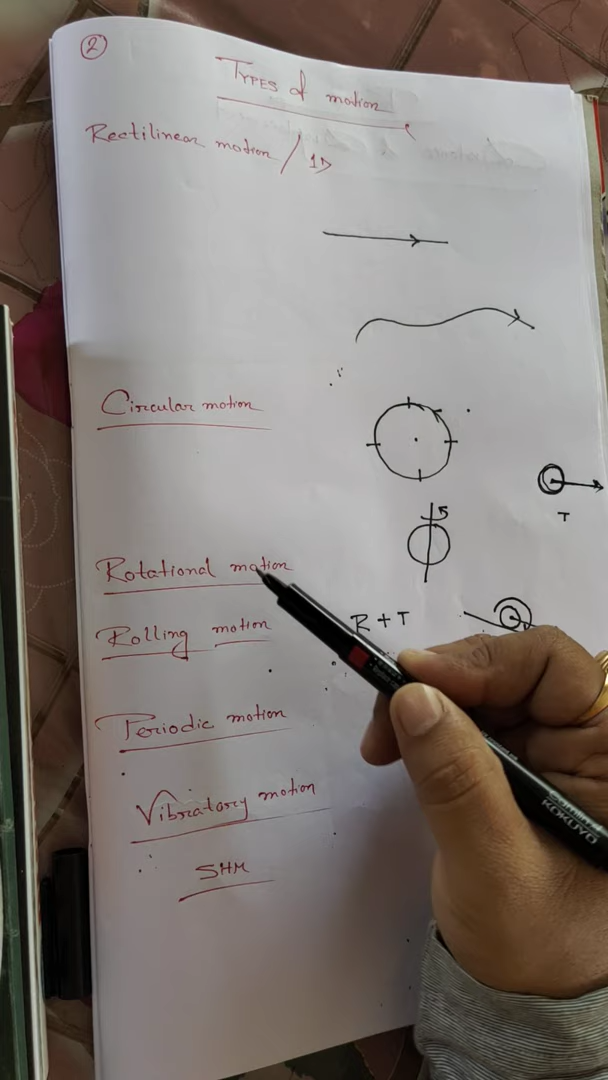 2
TYPES of motion
Rectilinear motion / 1D
Circular motion
T
Rotational motion
R + T
Rolling motion
Periodic motion
Vibratory motion
SHM
KOKUYO